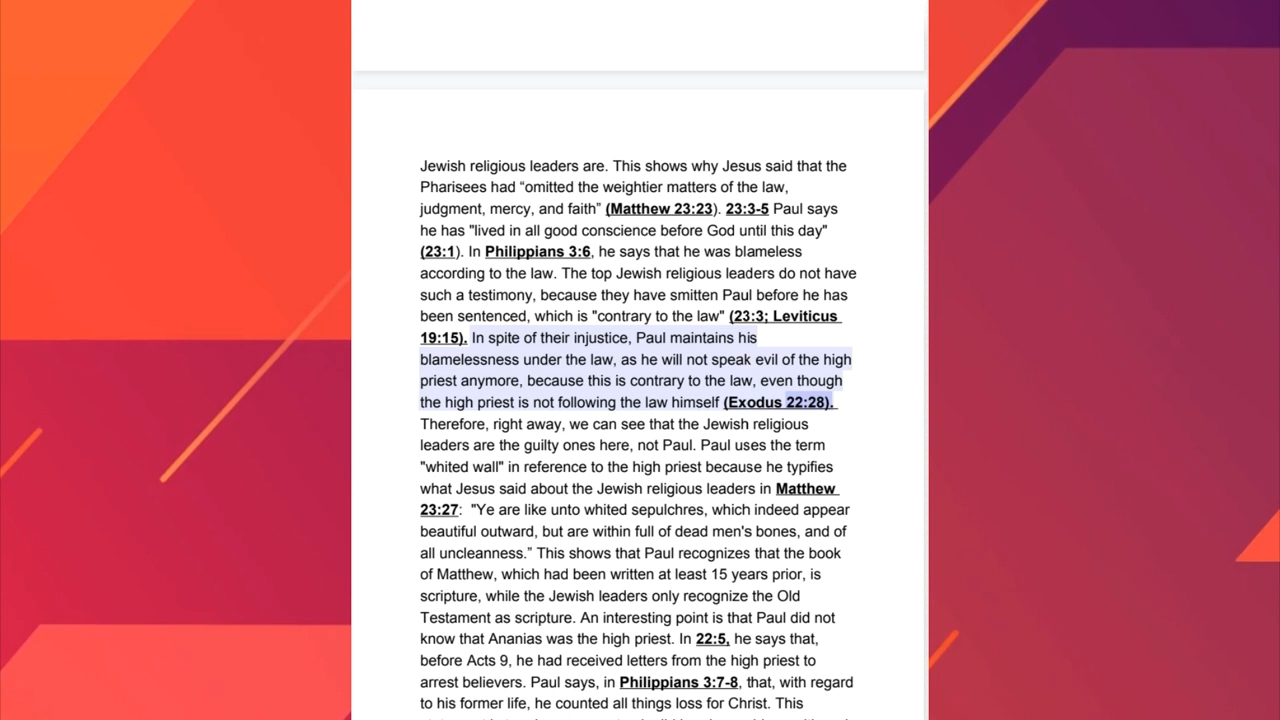 Jewish religious leaders are. This shows why Jesus said that the
Pharisees had “omitted the weightier matters of the law,
judgment, mercy, and faith” (Matthew 23:23). 23:3-5 Paul says
he has "lived in all good conscience before God until this day"
(23:1). In Philippians 3:6, he says that he was blameless
according to the law. The top Jewish religious leaders do not have
such a testimony, because they have smitten Paul before he has
been sentenced, which is "contrary to the law" (23:3; Leviticus
19:15). In spite of their injustice, Paul maintains his
blamelessness under the law, as he will not speak evil of the high
priest anymore, because this is contrary to the law, even though
the high priest is not following the law himself (Exodus 22:28).
Therefore, right away, we can see that the Jewish religious
leaders are the guilty ones here, not Paul. Paul uses the term
"whited wall" in reference to the high priest because he typifies
what Jesus said about the Jewish religious leaders in Matthew
23:27: "Ye are like unto whited sepulchres, which indeed appear
beautiful outward, but are within full of dead men's bones, and of
all uncleanness.” This shows that Paul recognizes that the book
of Matthew, which had been written at least 15 years prior, is
scripture, while the Jewish leaders only recognize the Old
Testament as scripture. An interesting point is that Paul did not
know that Ananias was the high priest. In 22:5, he says that,
before Acts 9, he had received letters from the high priest to
arrest believers. Paul says, in Philippians 3:7-8, that, with regard
to his former life, he counted all things loss for Christ. This